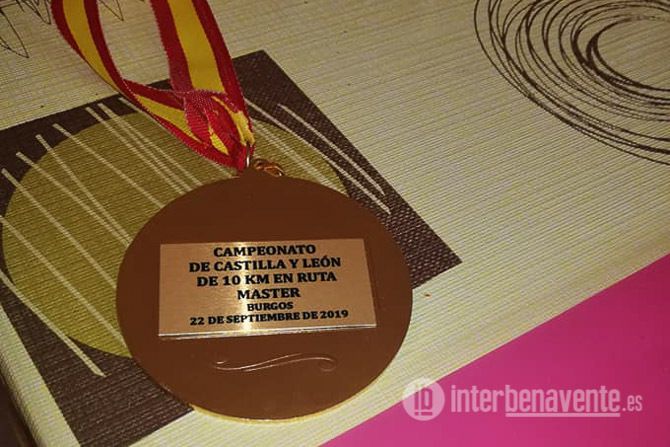 CAMPEONATO
DE CASTILLA Y LEÓN
DE 10 KM EN RUTA
MASTER
BURGOS
22 DE SEPTIEMBRE DE 2019
interbenavente.es